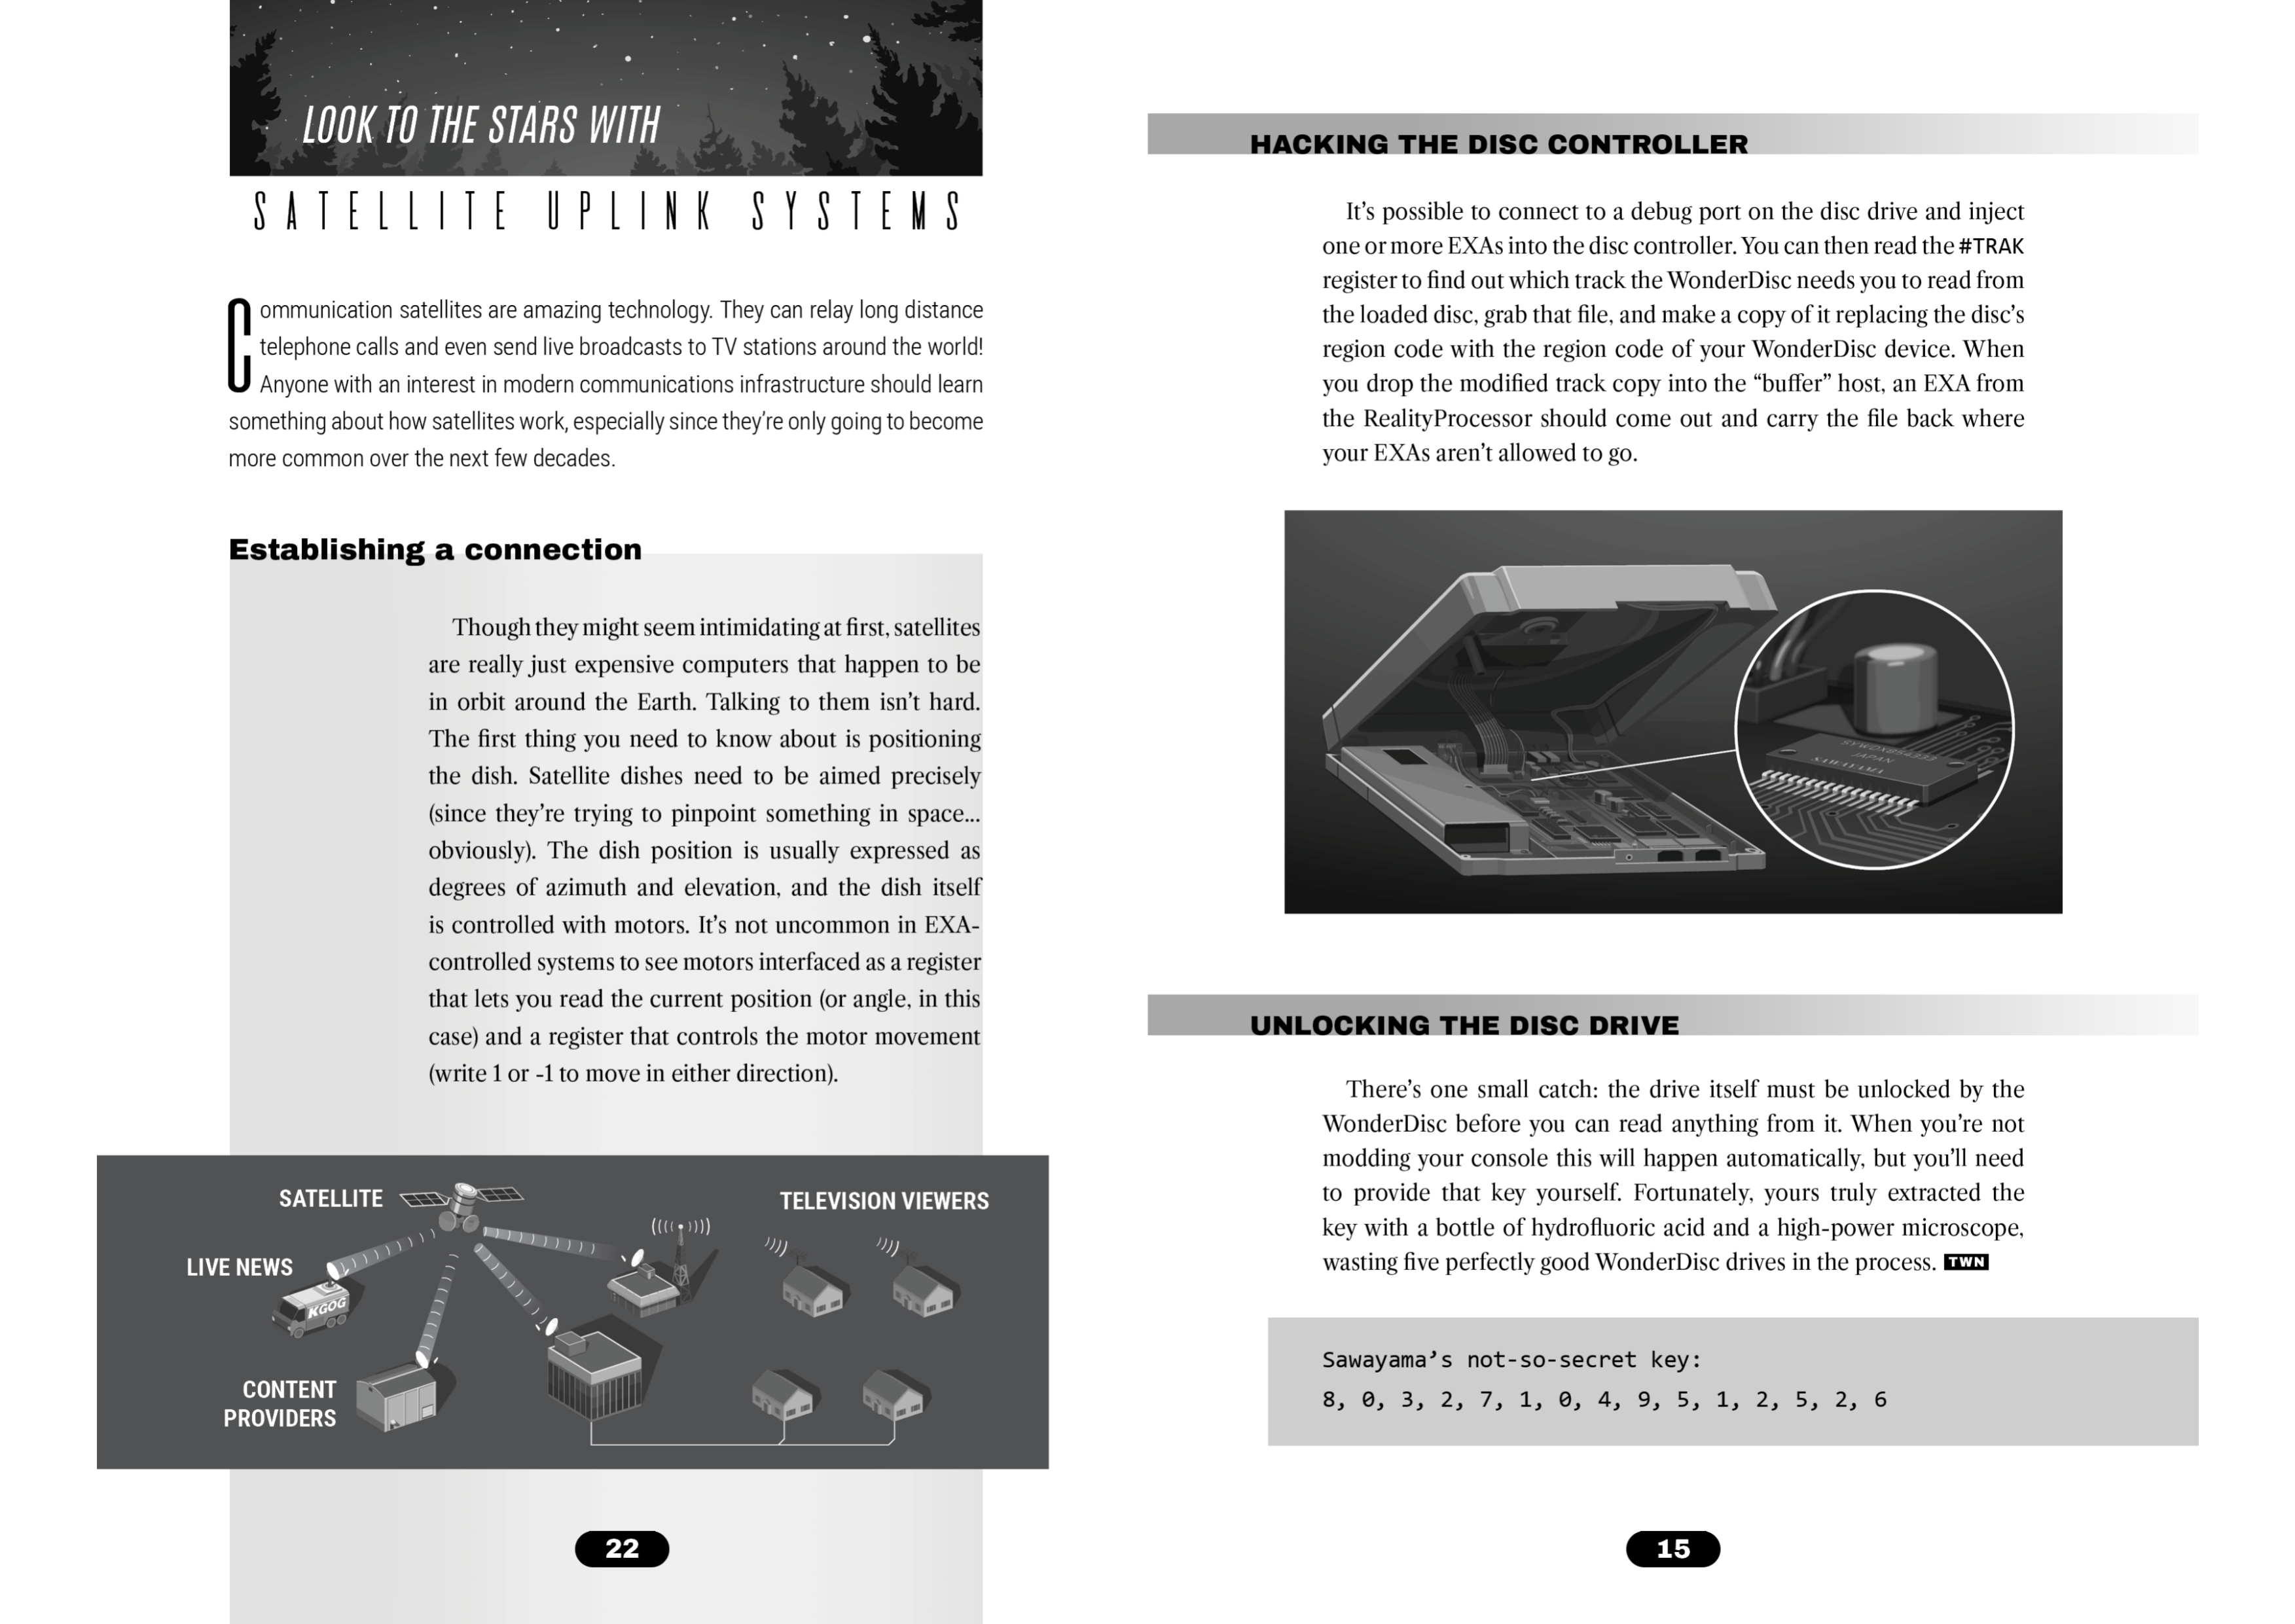 LOOK TO THE STARS WITH
SATELLITE UPLINK SYSTEMS
Communication satellites are amazing technology. They can relay long distance
telephone calls and even send live broadcasts to TV stations around the world!
Anyone with an interest in modern communications infrastructure should learn
something about how satellites work, especially since they’re only going to become
more common over the next few decades.
Establishing a connection
Though they might seem intimidating at first, satellites
are really just expensive computers that happen to be
in orbit around the Earth. Talking to them isn’t hard.
The first thing you need to know about is positioning
the dish. Satellite dishes need to be aimed precisely
(since they’re trying to pinpoint something in space...
obviously). The dish position is usually expressed as
degrees of azimuth and elevation, and the dish itself
is controlled with motors. It’s not uncommon in EXA-
controlled systems to see motors interfaced as a register
that lets you read the current position (or angle, in this
case) and a register that controls the motor movement
(write 1 or -1 to move in either direction).
SATELLITE
TELEVISION VIEWERS
LIVE NEWS
KGOG
CONTENT
PROVIDERS
22
HACKING THE DISC CONTROLLER
It’s possible to connect to a debug port on the disc drive and inject
one or more EXAs into the disc controller. You can then read the #TRAK
register to find out which track the WonderDisc needs you to read from
the loaded disc, grab that file, and make a copy of it replacing the disc’s
region code with the region code of your WonderDisc device. When
you drop the modified track copy into the “buffer” host, an EXA from
the RealityProcessor should come out and carry the file back where
your EXAs aren’t allowed to go.
JAPAN
SAWAYAMA
UNLOCKING THE DISC DRIVE
There’s one small catch: the drive itself must be unlocked by the
WonderDisc before you can read anything from it. When you’re not
modding your console this will happen automatically, but you’ll need
to provide that key yourself. Fortunately, yours truly extracted the
key with a bottle of hydrofluoric acid and a high-power microscope,
wasting five perfectly good WonderDisc drives in the process. TWN
Sawayama’s not-so-secret key:
8, 0, 3, 2, 7, 1, 0, 4, 9, 5, 1, 2, 5, 2, 6
15